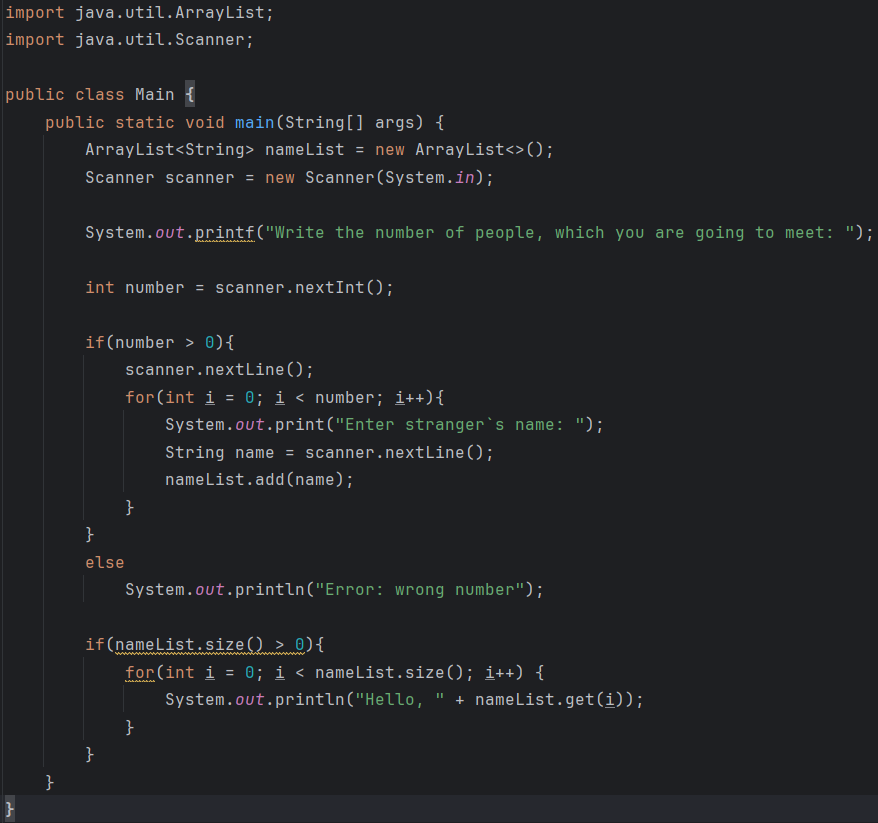 import java.util.ArrayList;
import java.util.Scanner;

public class Main {
    public static void main(String[] args) {
        ArrayList<String> nameList = new ArrayList<>();
        Scanner scanner = new Scanner(System.in);

        System.out.printf("Write the number of people, which you are going to meet: ");

        int number = scanner.nextInt();

        if(number > 0){
            scanner.nextLine();
            for(int i = 0; i < number; i++){
                System.out.print("Enter stranger`s name: ");
                String name = scanner.nextLine();
                nameList.add(name);
            }
        }
        else
            System.out.println("Error: wrong number");

        if(nameList.size() > 0){
            for(int i = 0; i < nameList.size(); i++) {
                System.out.println("Hello, " + nameList.get(i));
            }
        }
    }
}